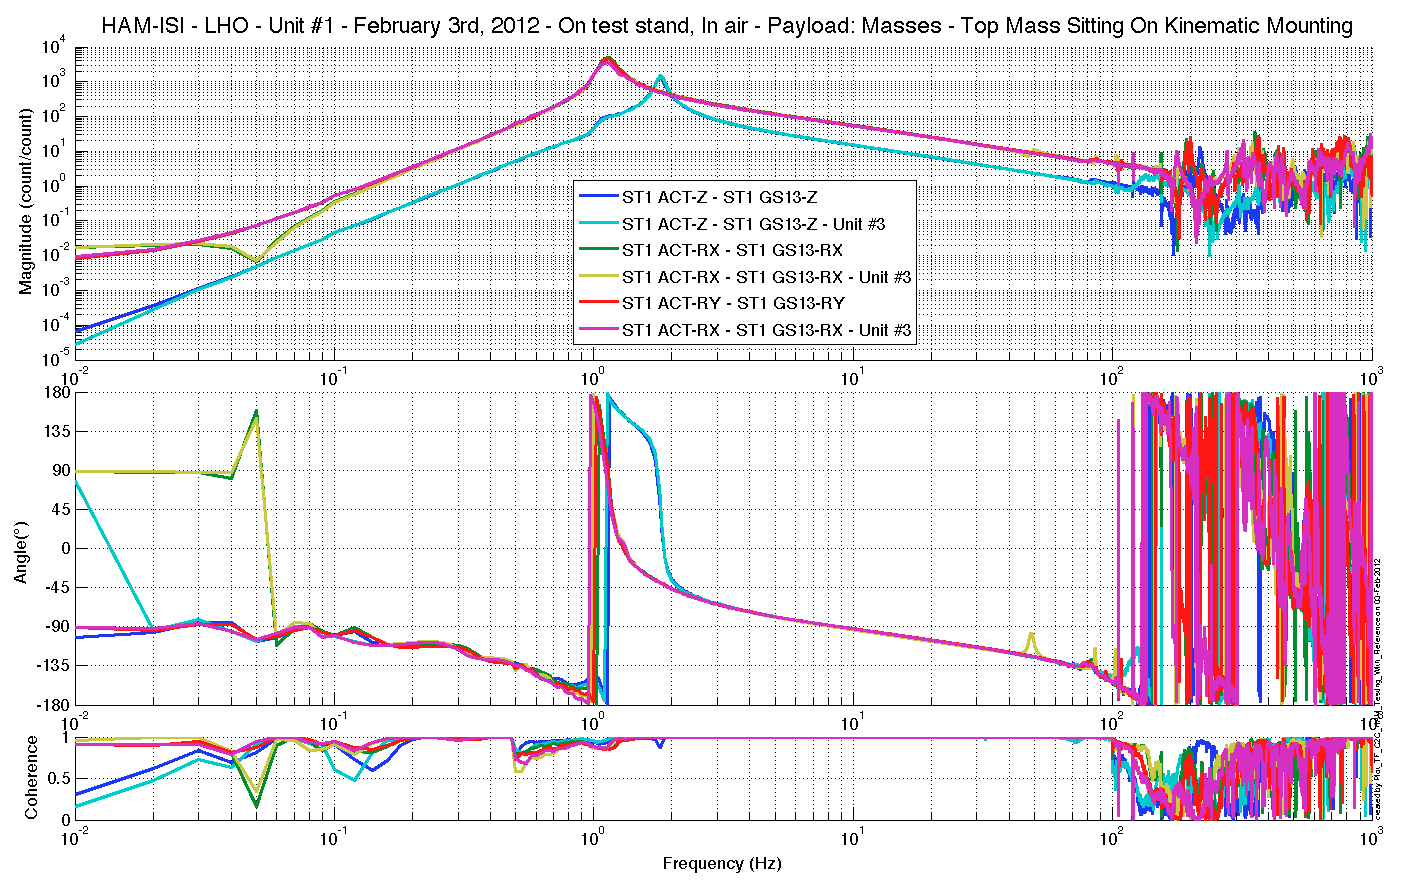 HAM-ISI - LHO - Unit #1 - February 3rd, 2012 - On test stand, In air - Payload: Masses - Top Mass Sitting On Kinematic Mounting
Magnitude (count/count)
10^4
10^3
10^2
10^1
10^0
10^-1
10^-2
10^-3
10^-4
10^-5
ST1 ACT-Z - ST1 GS13-Z
ST1 ACT-Z - ST1 GS13-Z - Unit #3
ST1 ACT-RX - ST1 GS13-RX
ST1 ACT-RX - ST1 GS13-RX - Unit #3
ST1 ACT-RY - ST1 GS13-RY
ST1 ACT-RX - ST1 GS13-RX - Unit #3
10^-2 10^-1 10^0 10^1 10^2 10^3
Angle(°)
180
135
90
45
0
-45
-90
-135
-180
10^-2 10^-1 10^0 10^1 10^2
Coherence
1
0.5
0
10^-2 10^-1 10^0 10^1 10^2 10^3
Frequency (Hz)